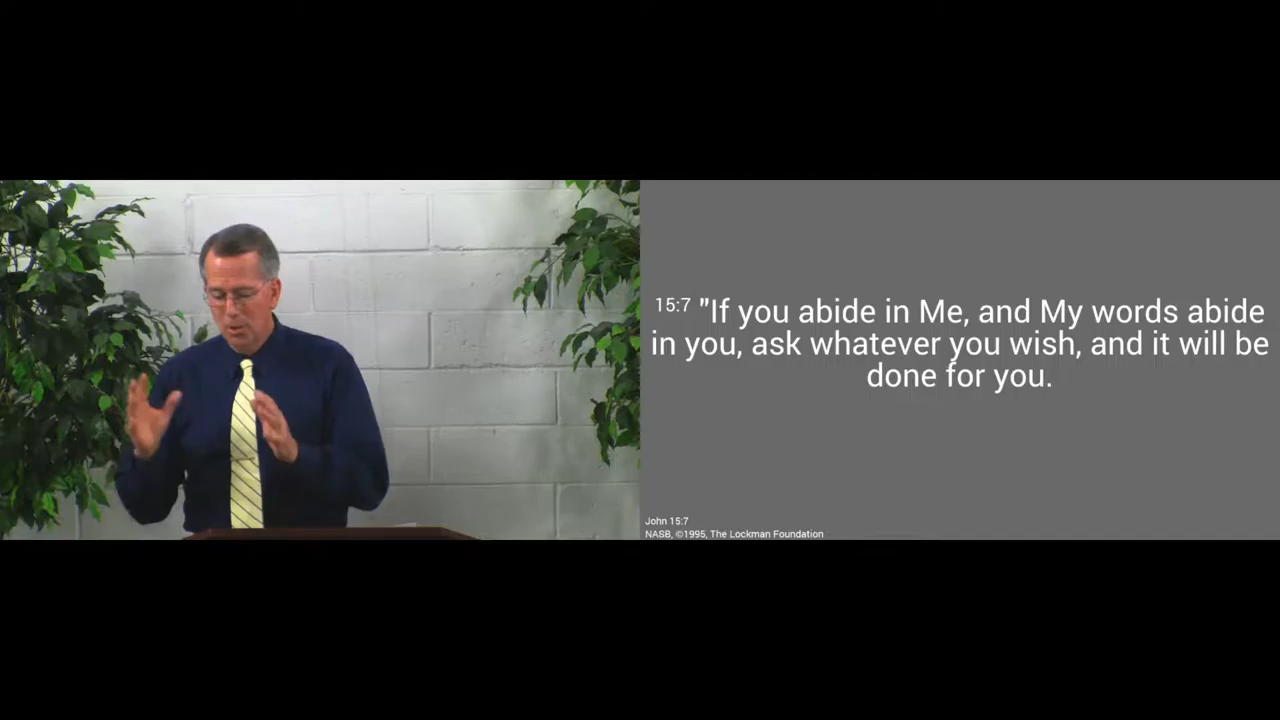 15:7 "If you abide in Me, and My words abide
in you, ask whatever you wish, and it will be
done for you.
John 15:7
NASB, ©1995, The Lockman Foundation